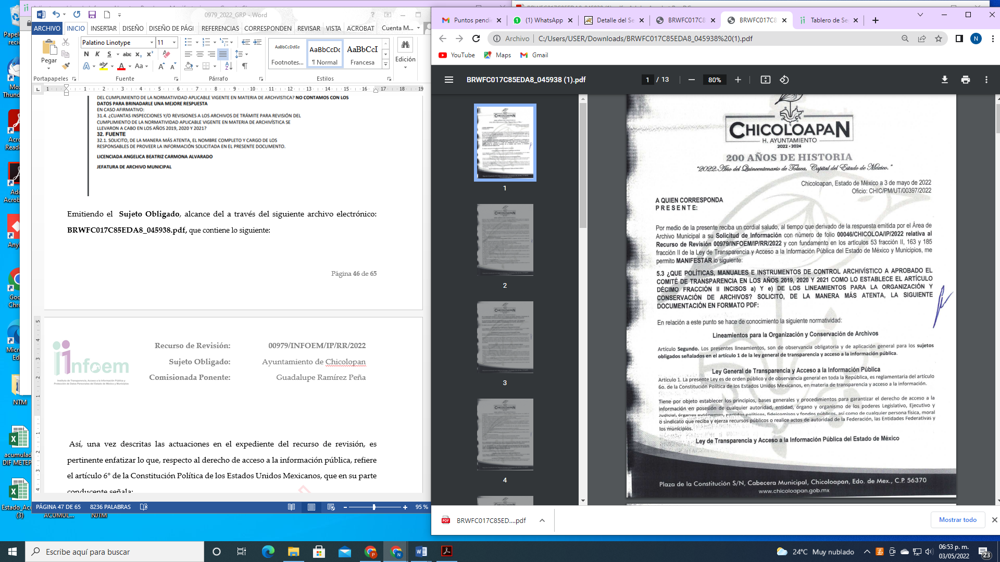 0979_2022_GRP - Word
ARCHIVO INICIO INSERTAR DISEÑO DISEÑO DE PÁGI REFERENCIAS CORRESPONDEN REVISAR VISTA ACROBAT Cuenta M...
Pegar
Palatino Linotype 11
N K S abc x₂ x²
AaBbCcDdEe AaBbCcDc AaBbCcI
Footnotes... ¶ Normal Francesa
Edición
Portapapeles Fuente Párrafo Estilos
DEL CUMPLIMIENTO DE LA NORMATIVIDAD APLICABLE VIGENTE EN MATERIA DE ARCHVISTICA? NO CONTAMOS CON LOS
DATOS PARA BRINADARLE UNA MEJORE RESPUESTA
EN CASO AFIRMATIVO:
31.4. ¿CUANTAS INSPECCIONES Y/O REVISIONES A LOS ARCHIVOS DE TRÁMITE PARA REVISIÓN DEL
CUMPLIMIENTO DE LA NORMATIVIDAD APLICABLE VIGENTE EN MATERIA DE ARCHIVÍSTICA SE
LLEVARON A CABO EN LOS AÑOS 2019, 2020 Y 2021?
32. FUENTE
32.1. SOLICITO, DE LA MANERA MÁS ATENTA, EL NOMBRE COMPLETO Y CARGO DE LOS
RESPONSABLES DE PROVEER LA INFORMACIÓN SOLICITADA EN EL PRESENTE DOCUMENTO.
LICENCIADA ANGELICA BEATRIZ CARMONA ALVARADO
JEFATURA DE ARCHIVO MUNICIPAL
Emitiendo el Sujeto Obligado, alcance del a través del siguiente archivo electrónico:
BRWFC017C85EDA8_045938.pdf, que contiene lo siguiente:
Página 46 de 65
infoem
Instituto de Transparencia, Acceso a la Información Pública y
Protección de Datos Personales del Estado de México y Municipios
Recurso de Revisión: 00979/INFOEM/IP/RR/2022
Sujeto Obligado: Ayuntamiento de Chicolopan
Comisionada Ponente: Guadalupe Ramírez Peña
Así, una vez descritas las actuaciones en el expediente del recurso de revisión, es
pertinente enfatizar lo que, respecto al derecho de acceso a la información pública, refiere
el artículo 6° de la Constitución Política de los Estados Unidos Mexicanos, que en su parte
conducente señala:
PÁGINA 47 DE 65 8236 PALABRAS 95 %
Puntos pendi (1) WhatsApp Detalle del Se BRWFC017C8 BRWFC017C8 Tablero de Se
Archivo C:/Users/USER/Downloads/BRWFC017C85EDA8_045938%20(1).pdf N
YouTube Maps Gmail
BRWFC017C85EDA8_045938 (1).pdf 1 / 13 80%
1
2
3
4
CHICOLOAPAN
H. AYUNTAMIENTO
2022 • 2024
200 AÑOS DE HISTORIA
"2022. Año del Quincentenario de Toluca, Capital del Estado de México."
Chicoloapan, Estado de México a 3 de mayo de 2022
Oficio: CHIC/PM/UT/00397/2022
A QUIEN CORRESPONDA
P R E S E N T E:
Por medio de la presente reciba un cordial saludo, al tiempo que derivado de la respuesta emitida por el Área de
Archivo Municipal a su Solicitud de Información con número de folio 00046/CHICOLOA/IP/2022 relativa al
Recurso de Revisión 00979/INFOEM/IP/RR/2022 y con fundamento en los articulos 53 fracción II, 163 y 185
fracción II de la Ley de Transparencia y Acceso a la Información Pública del Estado de México y Municipios, me
permito MANIFESTAR lo siguiente:
5.3 ¿QUE POLÍTICAS, MANUALES E INSTRUMENTOS DE CONTROL ARCHIVÍSTICO A APROBADO EL
COMITÉ DE TRANSPARENCIA EN LOS AÑOS 2019, 2020 Y 2021 COMO LO ESTABLECE EL ARTÍCULO
DÉCIMO FRACCIÓN II INCISOS a) Y e) DE LOS LINEAMIENTOS PARA LA ORGANIZACIÓN Y
CONSERVACIÓN DE ARCHIVOS? SOLICITO, DE LA MANERA MÁS ATENTA, LA SIGUIENTE
DOCUMENTACIÓN EN FORMATO PDF:
En relación a este punto se hace de conocimiento la siguiente normatividad:
Lineamientos para la Organización y Conservación de Archivos
Artículo Segundo. Los presentes lineamientos, son de observancia obligatoria y de aplicación general para los sujetos
obligados señalados en el artículo 1 de la ley general de transparencia y acceso a la información pública.
Ley General de Transparencia y Acceso a la Información Pública
Artículo 1. La presente Ley es de orden público y de observancia general en toda la República, es reglamentaria del artículo
6o. de la Constitución Política de los Estados Unidos Mexicanos, en materia de transparencia y acceso a la información.
Tiene por objeto establecer los principios, bases generales y procedimientos para garantizar el derecho de acceso a la
información en posesión de cualquier autoridad, entidad, órgano y organismo de los poderes Legislativo, Ejecutivo y
Judicial, órganos autónomos, partidos políticos, fideicomisos y fondos públicos, así como de cualquier persona física, moral
o sindicato que reciba y ejerza recursos públicos o realice actos de autoridad de la Federación, las Entidades Federativas y
los municipios.
Ley de Transparencia y Acceso a la Información Pública del Estado de México
Plaza de la Constitución S/N, Cabecera Municipal, Chicoloapan, Edo. de Mex., C.P. 56370
www.chicoloapan.gob.mx
BRWFC017C85ED....pdf
Mostrar todo
NTM
acumulad
DIF METEP
Estado_Acu
(3)
ACUMUL...
NJTM
Escribe aquí para buscar
24°C Muy nublado
06:53 p. m.
03/05/2022
23